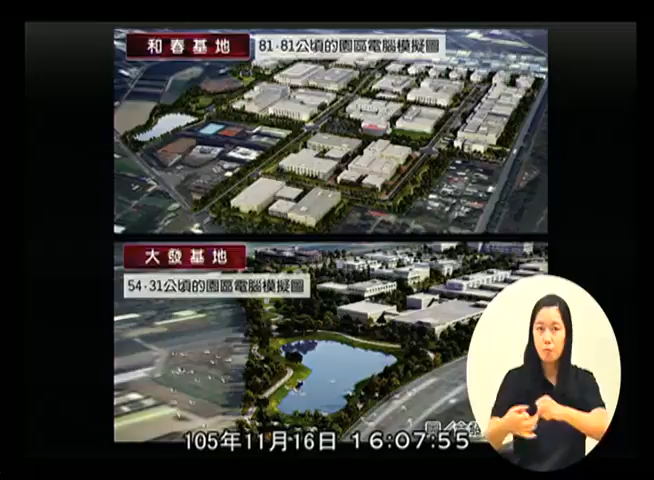 和春基地
81.81公頃的園區電腦模擬圖
大發基地
54.31公頃的園區電腦模擬圖
105年11月16日 16:07:55